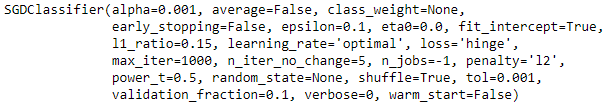 SGDClassifier(alpha=0.001, average=False, class_weight=None,
early_stopping=False, epsilon=0.1, eta0=0.0, fit_intercept=True,
l1_ratio=0.15, learning_rate='optimal', loss='hinge',
max_iter=1000, n_iter_no_change=5, n_jobs=-1, penalty='l2',
power_t=0.5, random_state=None, shuffle=True, tol=0.001,
validation_fraction=0.1, verbose=0, warm_start=False)